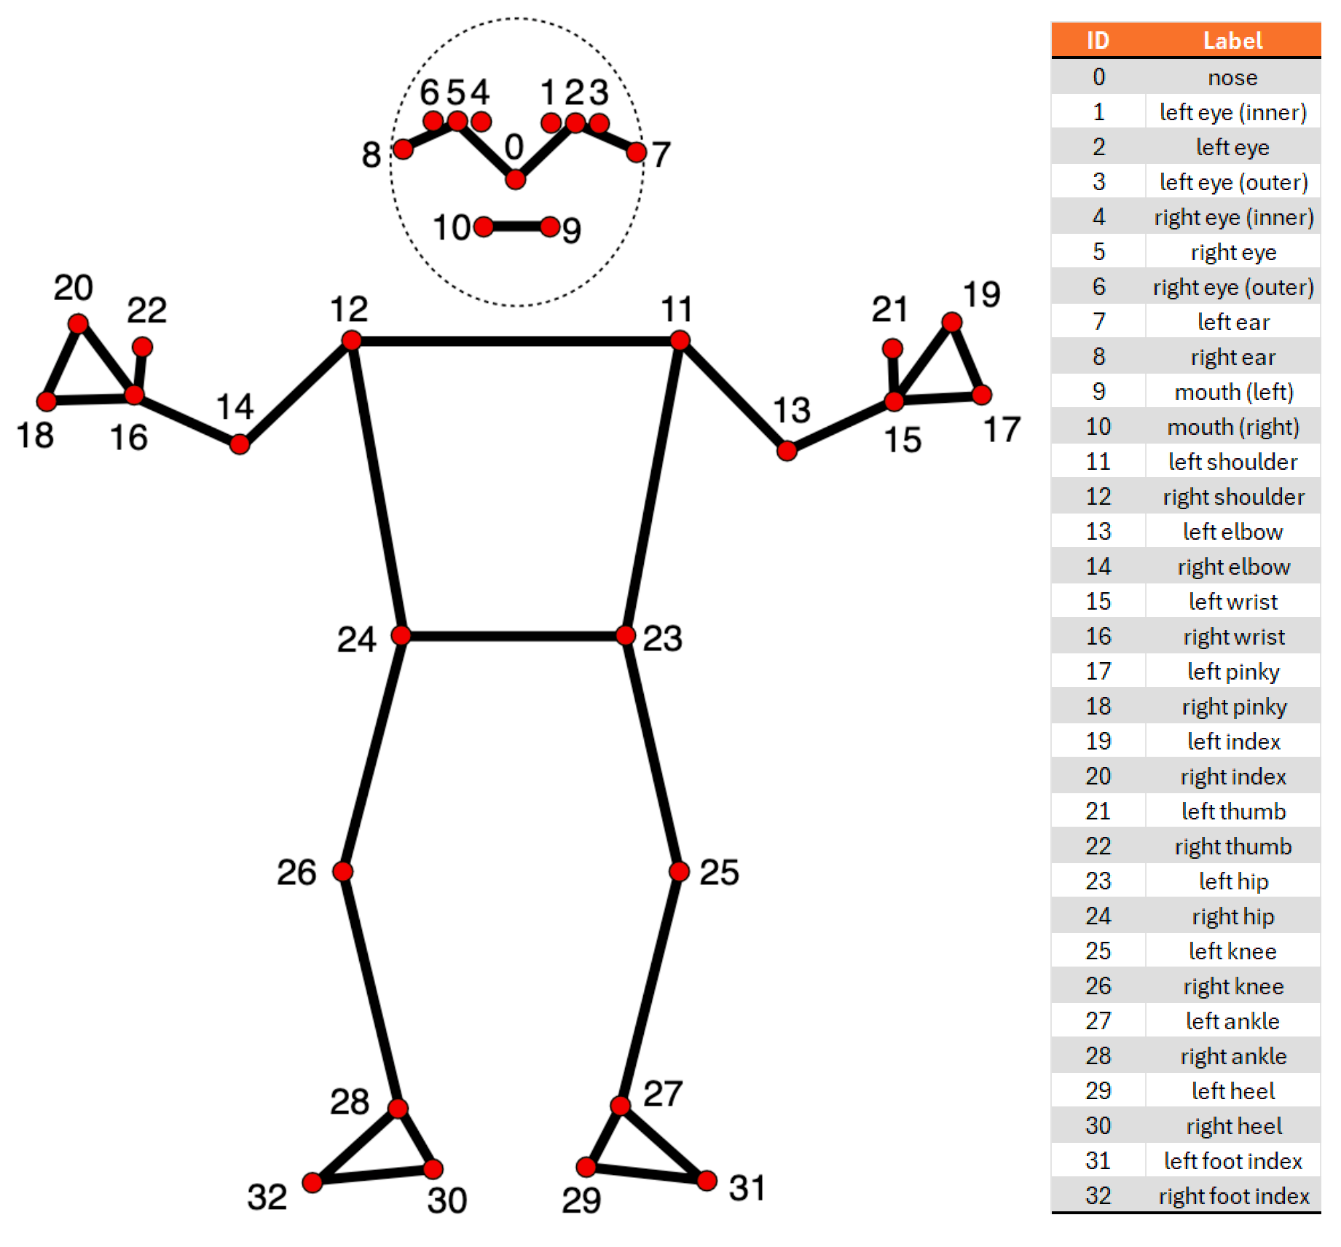 6 5 4 1 2 3
8 0 7
10 9
20 22 12 11 21 19
18 16 14 13 15 17
24 23
26 25
28 27
32 30 29 31
ID Label
0 nose
1 left eye (inner)
2 left eye
3 left eye (outer)
4 right eye (inner)
5 right eye
6 right eye (outer)
7 left ear
8 right ear
9 mouth (left)
10 mouth (right)
11 left shoulder
12 right shoulder
13 left elbow
14 right elbow
15 left wrist
16 right wrist
17 left pinky
18 right pinky
19 left index
20 right index
21 left thumb
22 right thumb
23 left hip
24 right hip
25 left knee
26 right knee
27 left ankle
28 right ankle
29 left heel
30 right heel
31 left foot index
32 right foot index